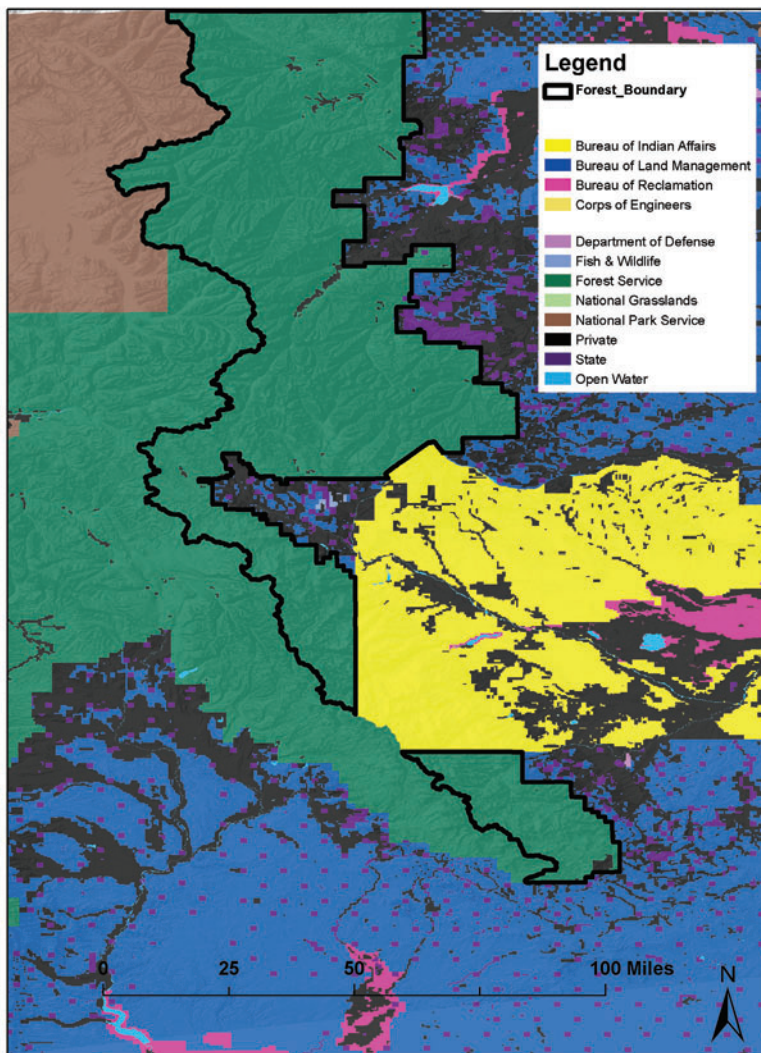 Legend
Forest_Boundary
Bureau of Indian Affairs
Bureau of Land Management
Bureau of Reclamation
Corps of Engineers
Department of Defense
Fish & Wildlife
Forest Service
National Grasslands
National Park Service
Private
State
Open Water
0 25 50 100 Miles
N